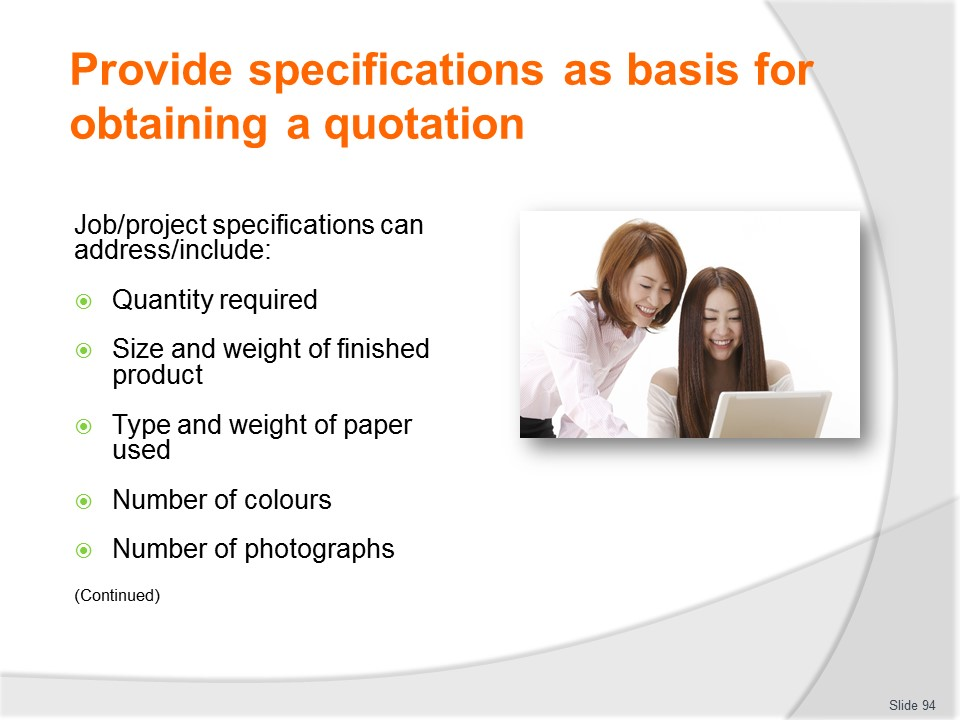 Provide specifications as basis for
obtaining a quotation
Job/project specifications can
address/include:
Quantity required
Size and weight of finished
product
Type and weight of paper
used
Number of colours
Number of photographs
(Continued)
Slide 94